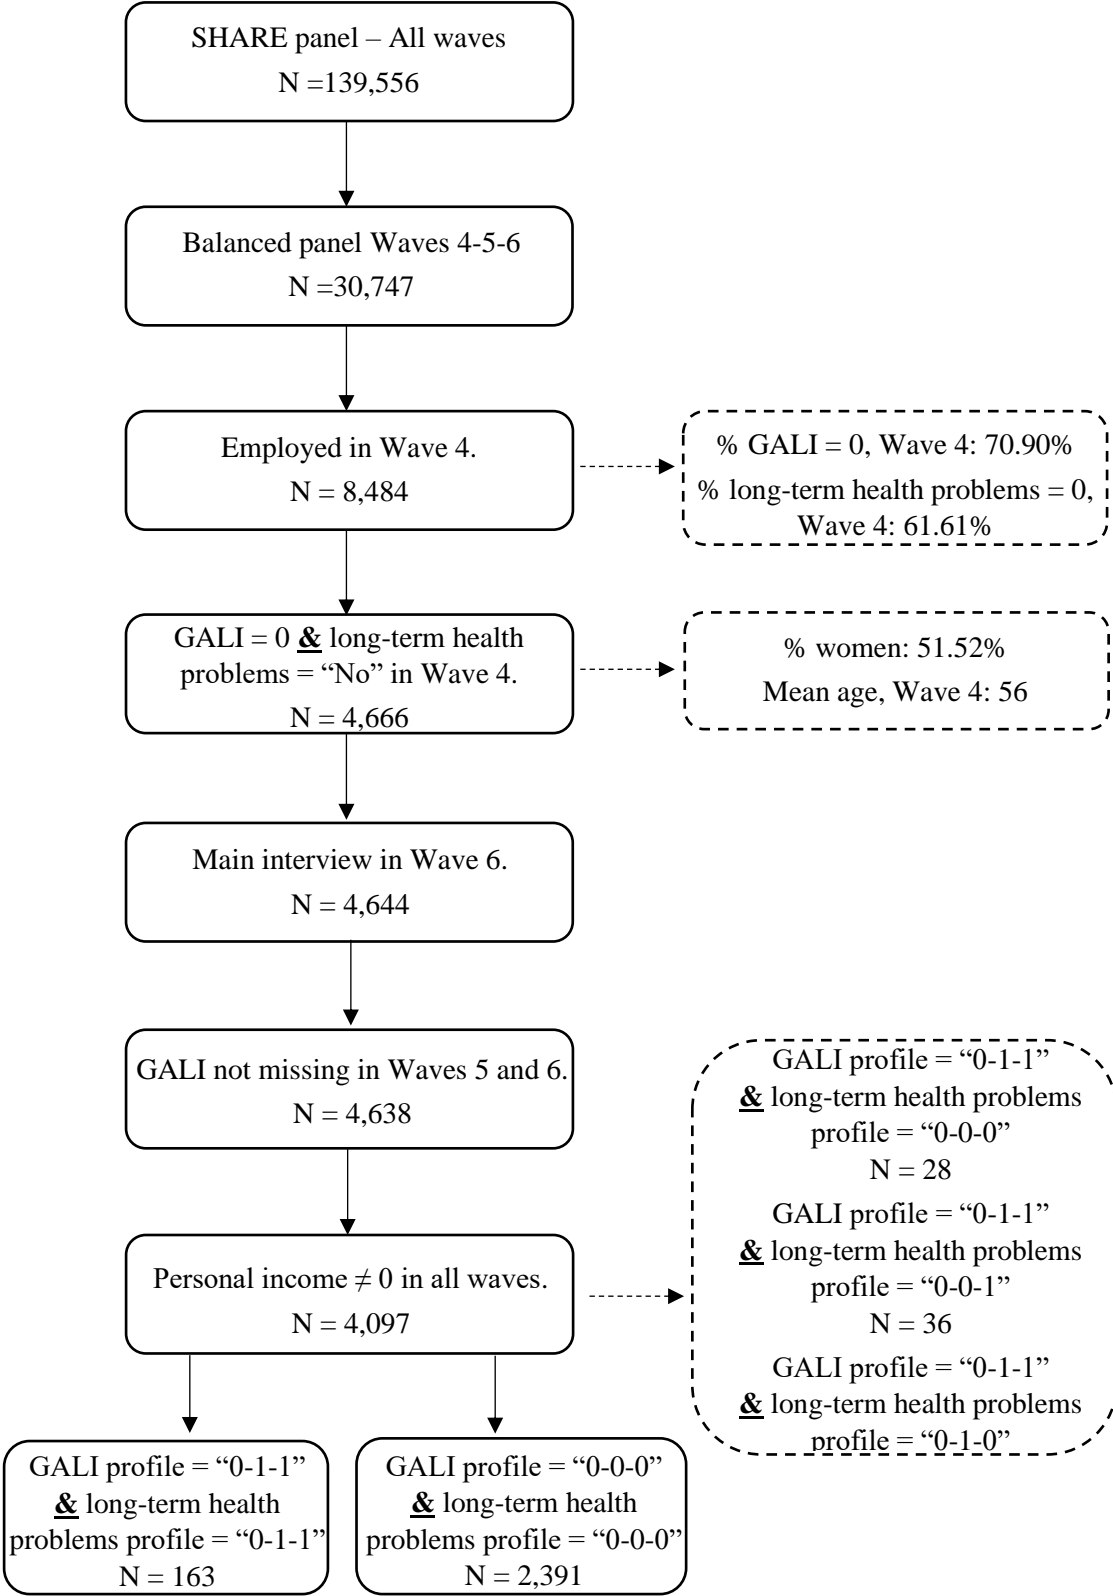 SHARE panel – All waves
N =139,556
Balanced panel Waves 4-5-6
N =30,747
Employed in Wave 4.
N = 8,484
% GALI = 0, Wave 4: 70.90%
% long-term health problems = 0,
Wave 4: 61.61%
GALI = 0 & long-term health
problems = “No” in Wave 4.
N = 4,666
% women: 51.52%
Mean age, Wave 4: 56
Main interview in Wave 6.
N = 4,644
GALI not missing in Waves 5 and 6.
N = 4,638
Personal income ≠ 0 in all waves.
N = 4,097
GALI profile = “0-1-1”
& long-term health problems
profile = “0-0-0”
N = 28
GALI profile = “0-1-1”
& long-term health problems
profile = “0-0-1”
N = 36
GALI profile = “0-1-1”
& long-term health problems
profile = “0-1-0”
GALI profile = “0-1-1”
& long-term health
problems profile = “0-1-1”
N = 163
GALI profile = “0-0-0”
& long-term health
problems profile = “0-0-0”
N = 2,391